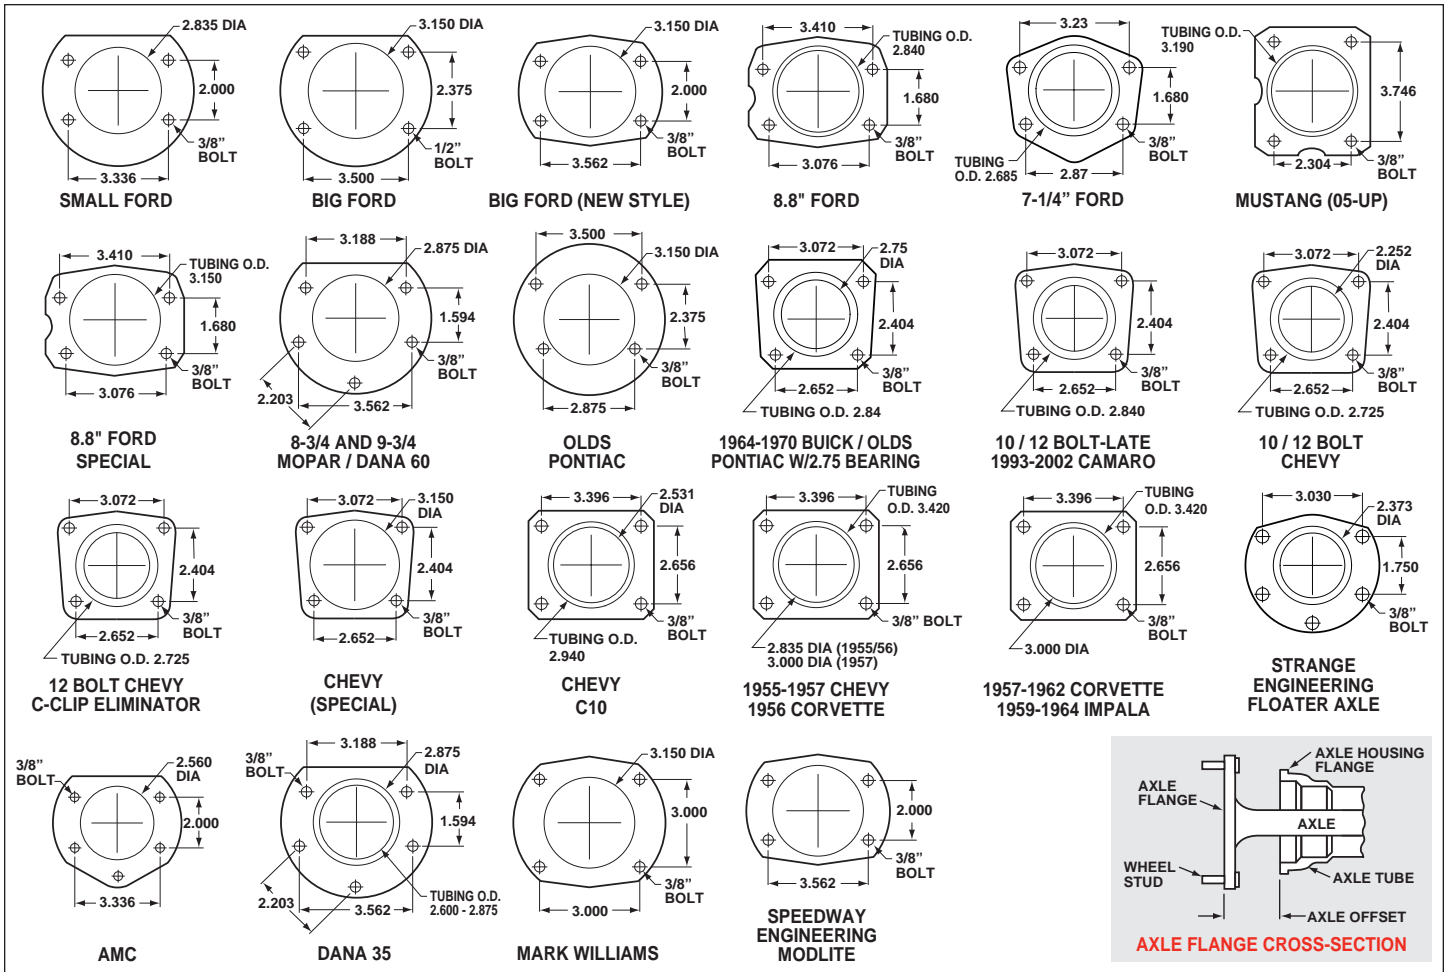 2.835 DIA
2.000
3/8”
BOLT
3.336
SMALL FORD
3.150 DIA
2.375
1/2”
BOLT
3.500
BIG FORD
3.150 DIA
2.000
3/8”
BOLT
3.562
BIG FORD (NEW STYLE)
3.410
TUBING O.D.
2.840
1.680
3/8”
BOLT
3.076
8.8" FORD
3.23
1.680
3/8”
BOLT
TUBING
O.D. 2.685
2.87
7-1/4” FORD
TUBING O.D.
3.190
3.746
2.304
3/8”
BOLT
MUSTANG (05-UP)
3.410
TUBING O.D.
3.150
1.680
3/8”
BOLT
3.076
8.8" FORD
SPECIAL
3.188
2.875 DIA
1.594
3/8”
BOLT
2.203
3.562
8-3/4 AND 9-3/4
MOPAR / DANA 60
3.500
3.150 DIA
2.375
3/8”
BOLT
2.875
OLDS
PONTIAC
3.072
2.75
DIA
2.404
3/8”
BOLT
2.652
TUBING O.D. 2.84
1964-1970 BUICK / OLDS
PONTIAC W/2.75 BEARING
3.072
2.404
3/8”
BOLT
2.652
TUBING O.D. 2.840
10 / 12 BOLT-LATE
1993-2002 CAMARO
3.072
2.252
DIA
2.404
3/8”
BOLT
2.652
TUBING O.D. 2.725
10 / 12 BOLT
CHEVY
3.072
2.404
3/8”
BOLT
2.652
TUBING O.D. 2.725
12 BOLT CHEVY
C-CLIP ELIMINATOR
3.072
3.150
DIA
2.404
3/8”
BOLT
2.652
CHEVY
(SPECIAL)
3.396
2.531
DIA
2.656
3/8”
BOLT
TUBING O.D.
2.940
CHEVY
C10
3.396
TUBING
O.D. 3.420
2.656
3/8” BOLT
2.835 DIA (1955/56)
3.000 DIA (1957)
1955-1957 CHEVY
1956 CORVETTE
3.396
TUBING
O.D. 3.420
2.656
3/8”
BOLT
3.000 DIA
1957-1962 CORVETTE
1959-1964 IMPALA
3.030
2.373
DIA
1.750
3/8”
BOLT
STRANGE
ENGINEERING
FLOATER AXLE
3/8”
BOLT
2.560
DIA
2.000
3.336
AMC
3/8”
BOLT
3.188
2.875
DIA
1.594
2.203
3.562
TUBING O.D.
2.600 - 2.875
DANA 35
3.150 DIA
3.000
3/8”
BOLT
3.000
MARK WILLIAMS
2.000
3/8”
BOLT
3.562
SPEEDWAY
ENGINEERING
MODLITE
AXLE HOUSING
FLANGE
AXLE
FLANGE
AXLE
WHEEL
STUD
AXLE TUBE
AXLE OFFSET
AXLE FLANGE CROSS-SECTION